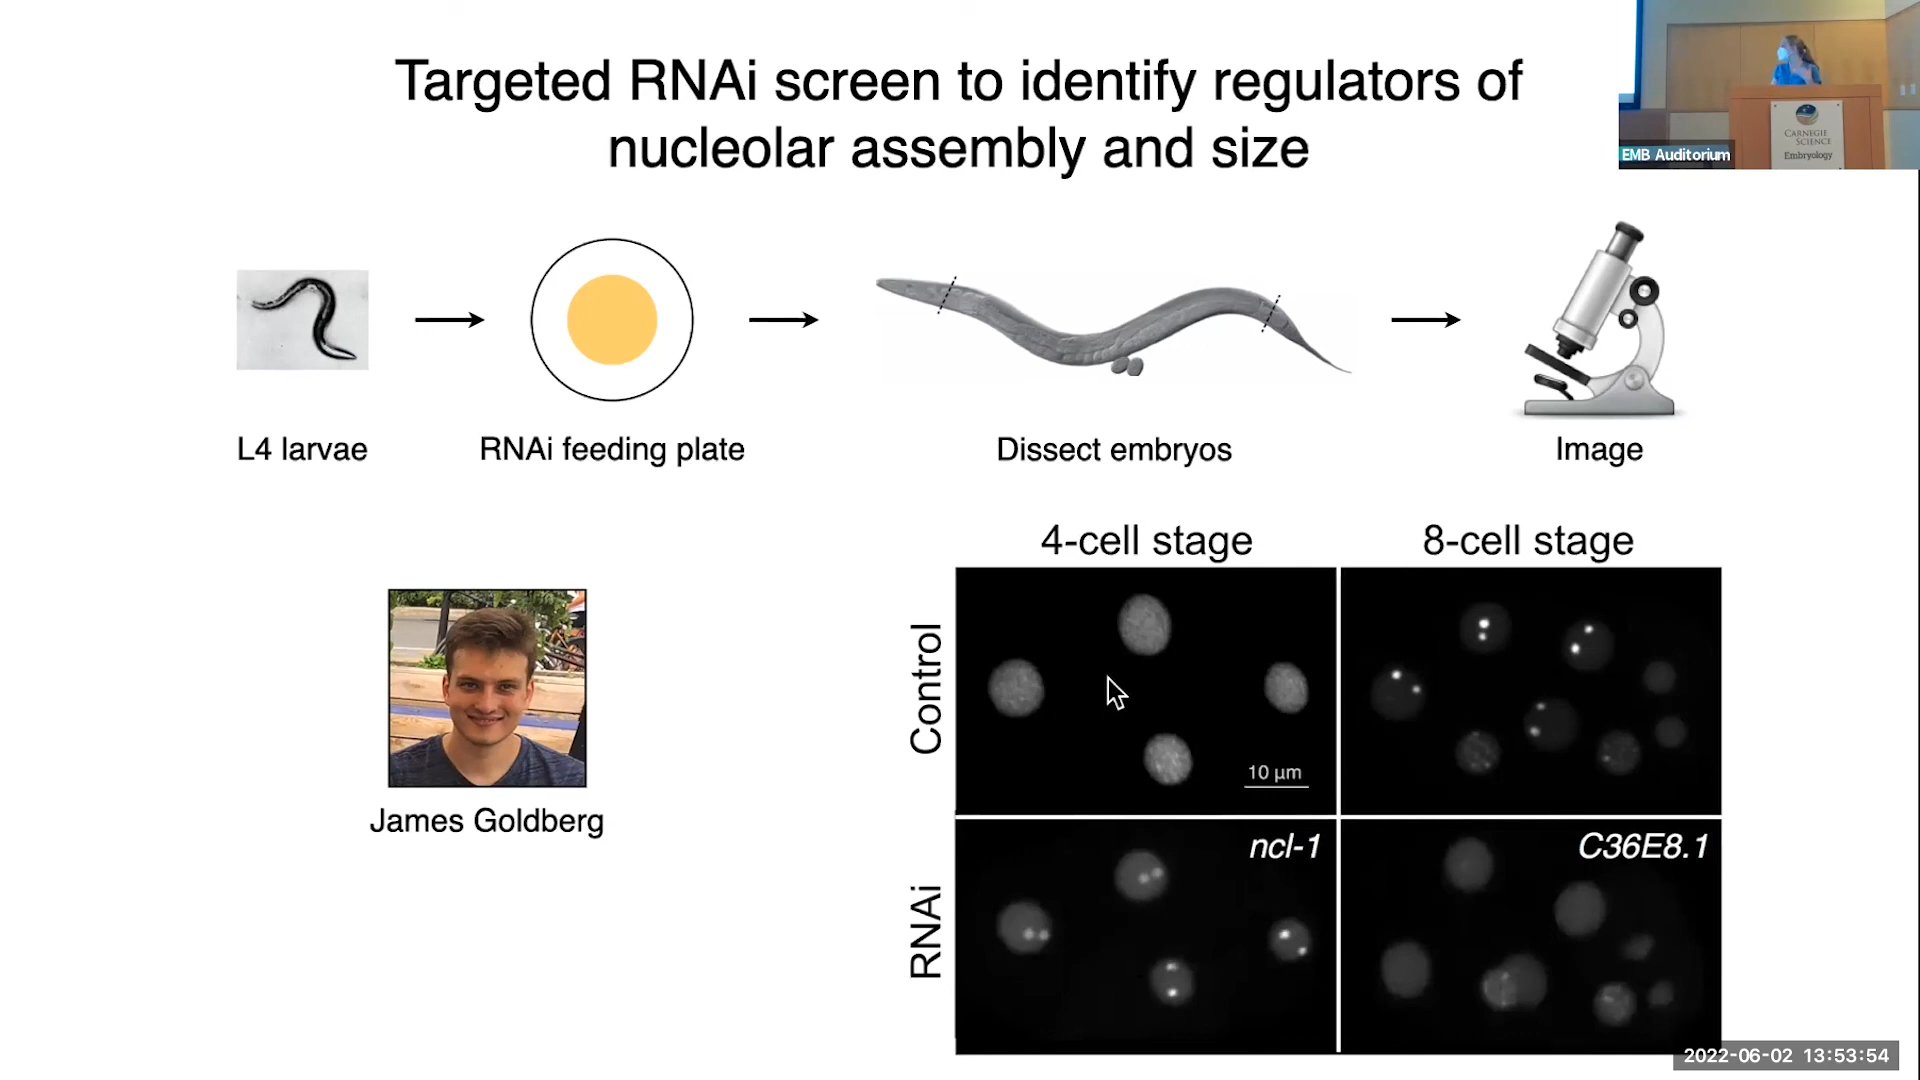 Targeted RNAi screen to identify regulators of
nucleolar assembly and size
CARNEGIE
SCIENCE
Embryology
EMB Auditorium
L4 larvae
RNAi feeding plate
Dissect embryos
Image
4-cell stage
8-cell stage
Control
10 µm
James Goldberg
RNAi
ncl-1
C36E8.1
2022-06-02 13:53:54